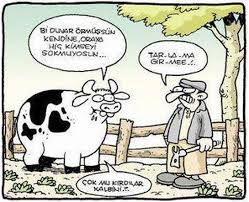 BI DUVAR ÖRMÜŞSÜN
KENDİNE, ORAYA
HİÇ KİMSEYİ
SOKMUYOSUN...
TAR-LA-MA
GİR-MEE..!
ÇOK MU KIRDILAR
KALBİNİ?